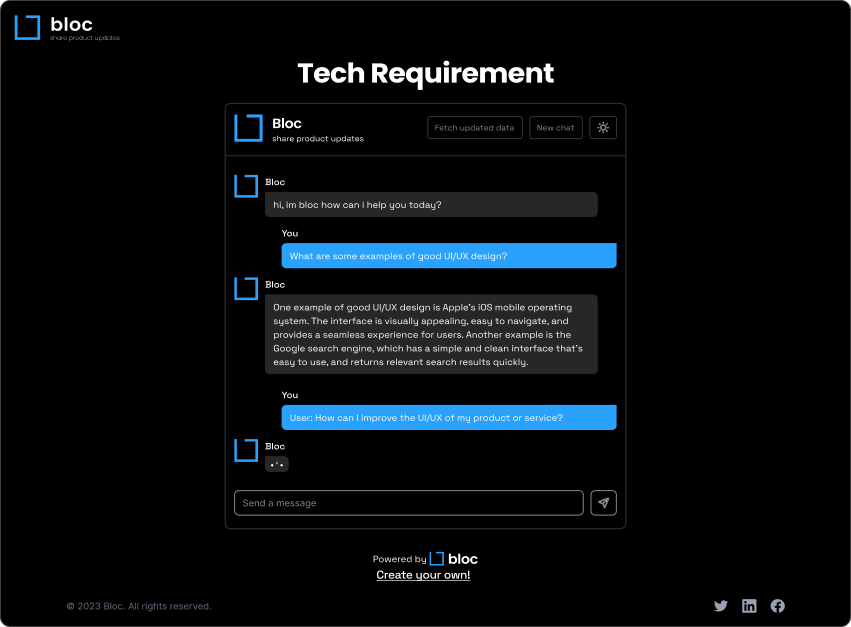 bloc
share product updates
Tech Requirement
Bloc
share product updates
Fetch updated data
New chat
Bloc
hi, im bloc how can i help you today?
You
What are some examples of good UI/UX design?
Bloc
One example of good UI/UX design is Apple's iOS mobile operating
system. The interface is visually appealing, easy to navigate, and
provides a seamless experience for users. Another example is the
Google search engine, which has a simple and clean interface that's
easy to use, and returns relevant search results quickly.
You
User: How can I improve the UI/UX of my product or service?
Bloc
Send a message
Powered by bloc
Create your own!
© 2023 Bloc. All rights reserved.